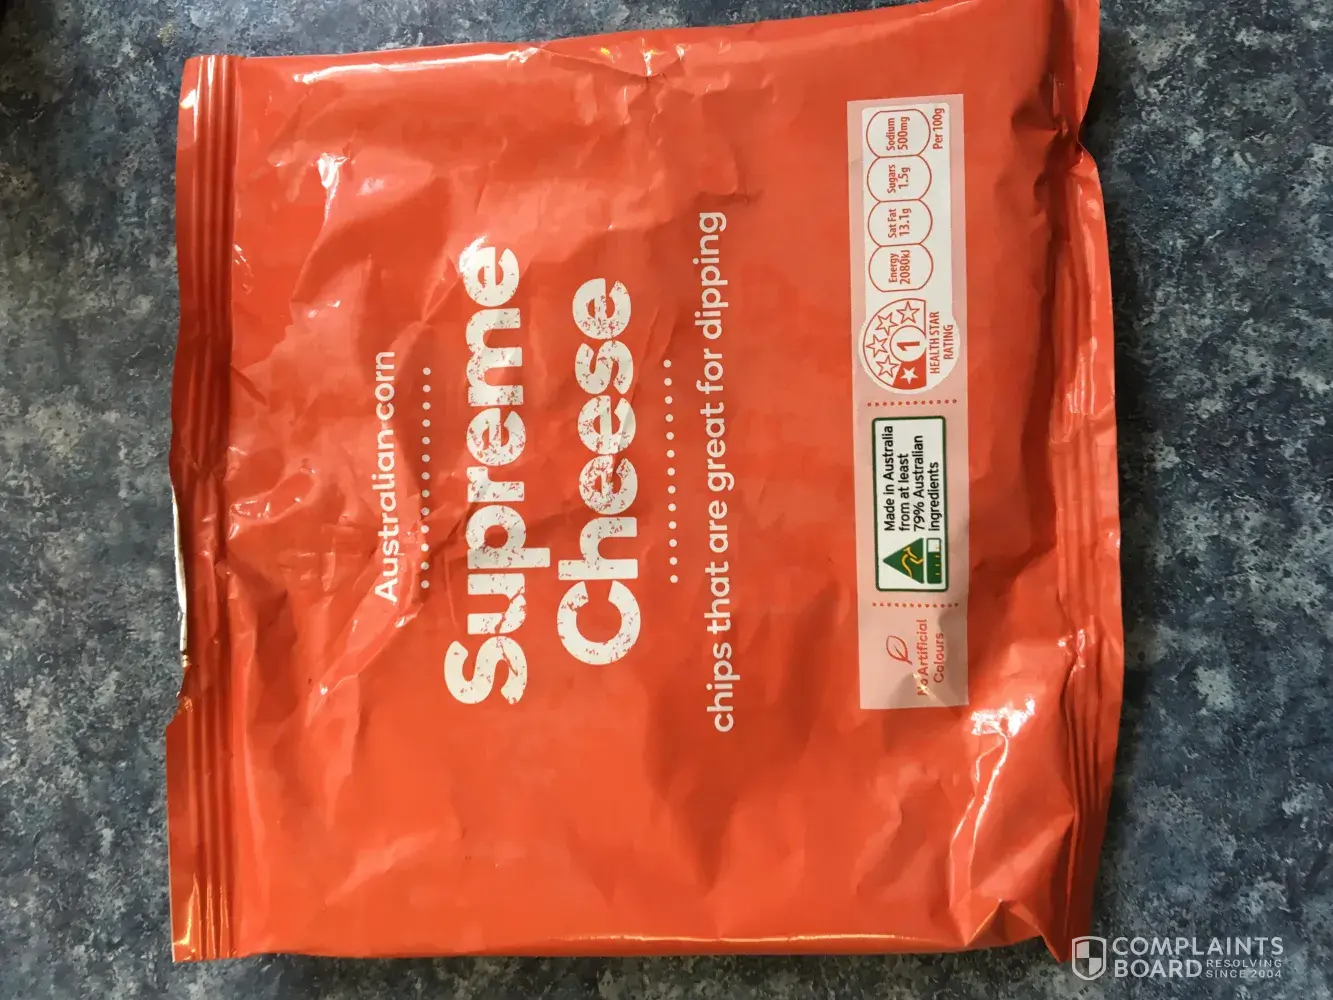 Australian corn
Supreme
Cheese
chips that are great for dipping
No Artificial
Colours
Made in Australia
from at least
79% Australian
ingredients
1
HEALTH STAR
RATING
Energy
2080kJ
Sat Fat
13.1g
Sugars
1.5g
Sodium
500mg
Per 100g
COMPLAINTS
BOARD RESOLVING
SINCE 2004